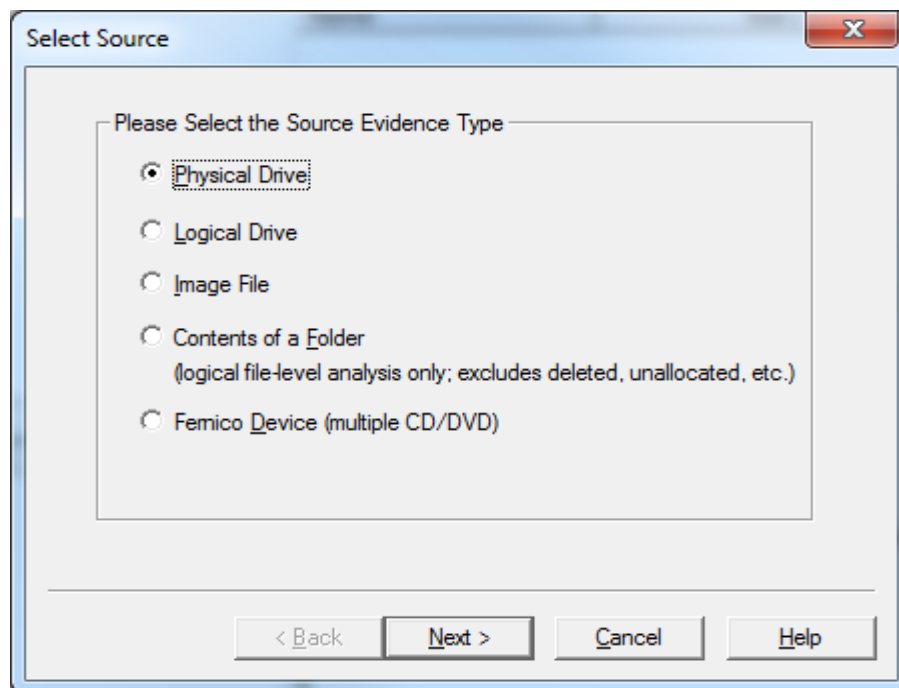 Select Source
Please Select the Source Evidence Type
Physical Drive
Logical Drive
Image File
Contents of a Folder
(logical file-level analysis only; excludes deleted, unallocated, etc.)
Fernico Device (multiple CD/DVD)
< Back
Next >
Cancel
Help